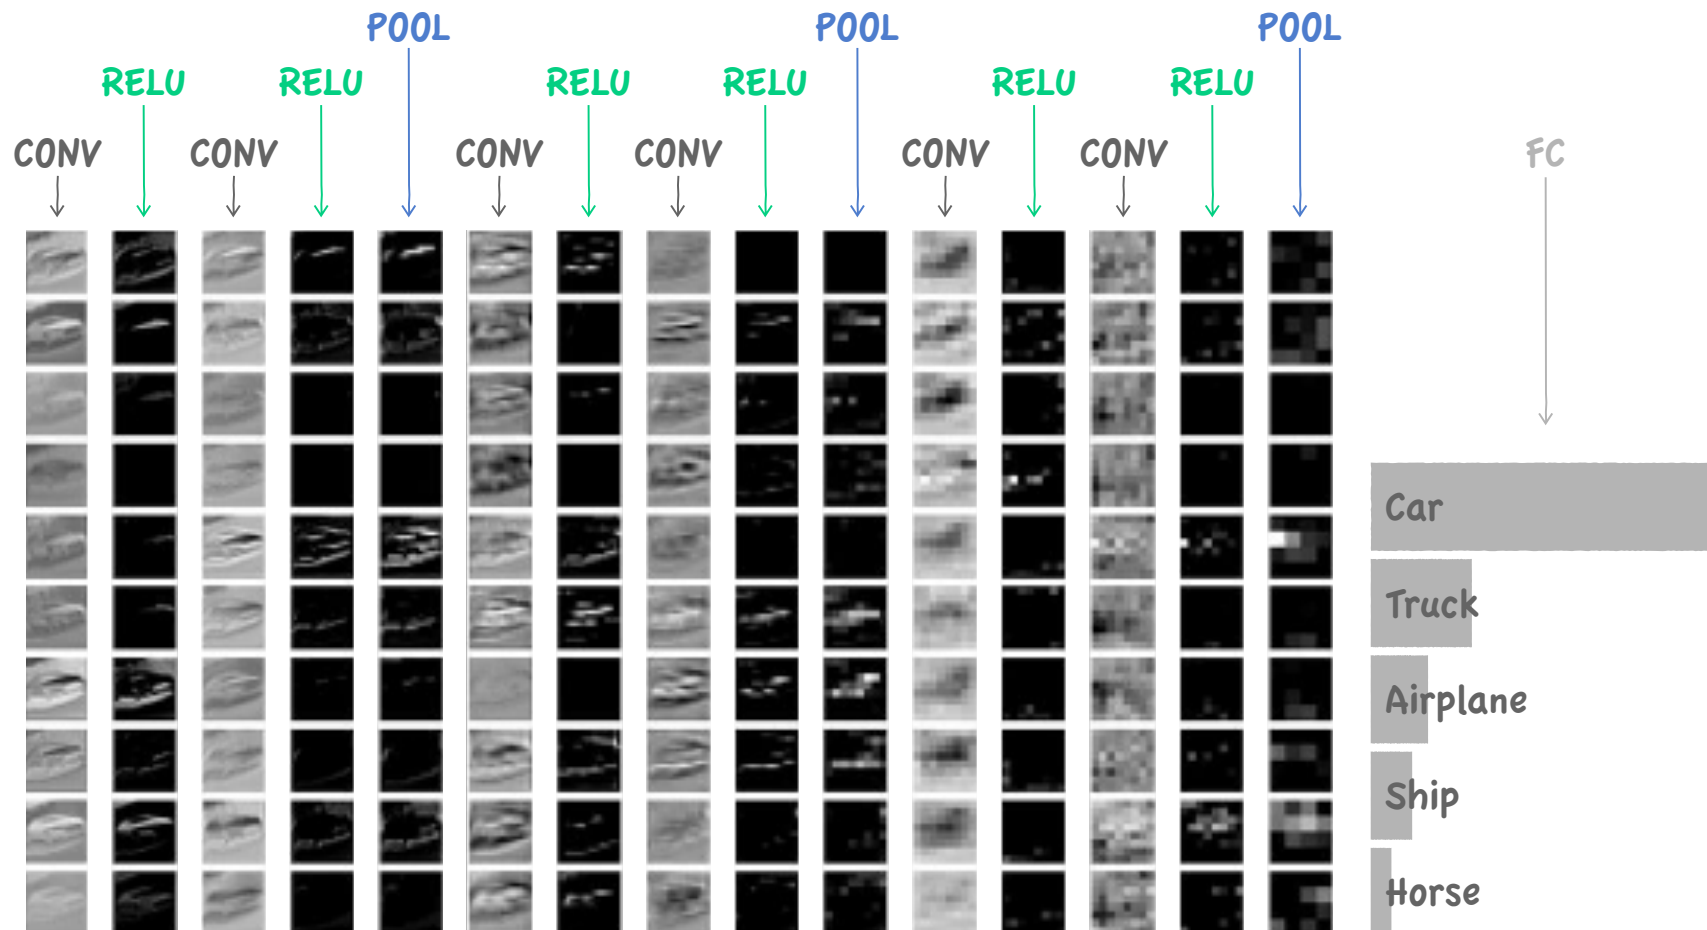 POOL POOL POOL
RELU RELU RELU RELU RELU RELU
CONV CONV CONV CONV CONV CONV FC
Car
Truck
Airplane
Ship
Horse